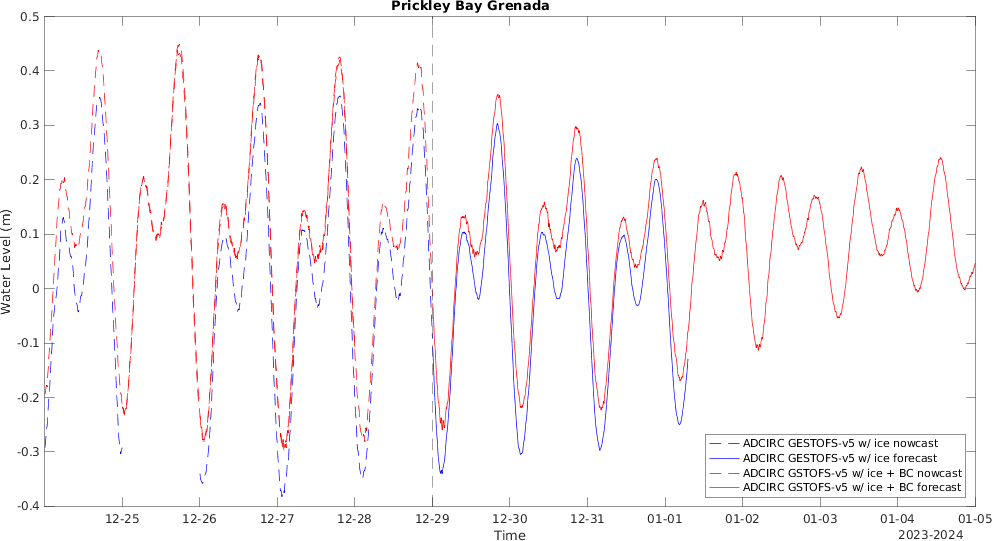 Prickley Bay Grenada
0.5
0.4
0.3
0.2
0.1
0
-0.1
-0.2
-0.3
-0.4
Water Level (m)
12-25 12-26 12-27 12-28 12-29 12-30 12-31 01-01 01-02 01-03 01-04 01-05
Time
2023-2024
ADCIRC GESTOFS-v5 w/ ice nowcast
ADCIRC GESTOFS-v5 w/ ice forecast
ADCIRC GSTOFS-v5 w/ ice + BC nowcast
ADCIRC GSTOFS-v5 w/ ice + BC forecast